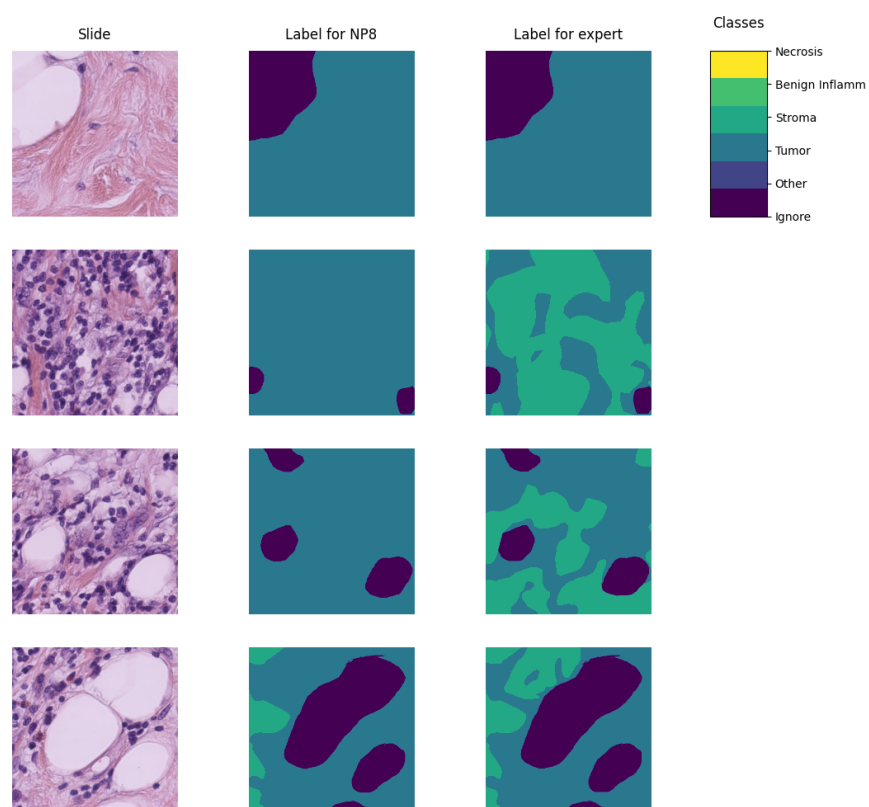 Classes
Slide
Label for NP8
Label for expert
Necrosis
Benign Inflamm
Stroma
Tumor
Other
Ignore